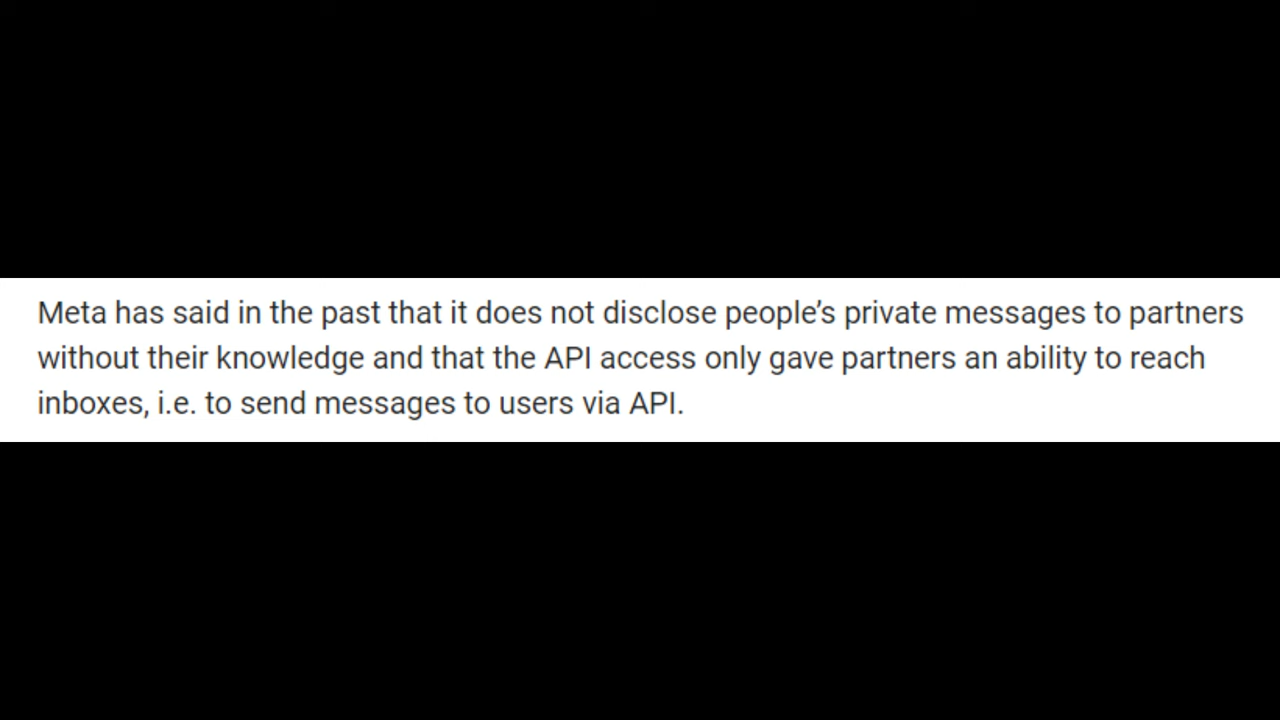 Meta has said in the past that it does not disclose people’s private messages to partners
without their knowledge and that the API access only gave partners an ability to reach
inboxes, i.e. to send messages to users via API.